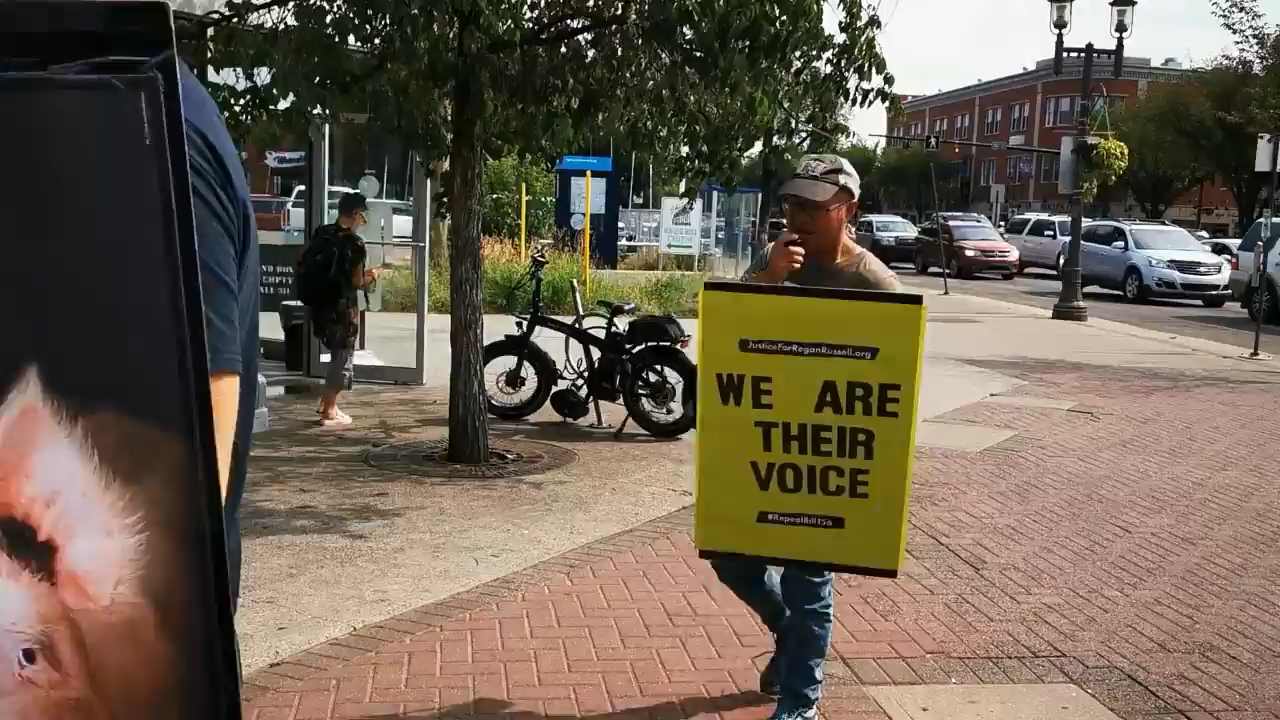 JusticeForReganRussell.org
WE ARE
THEIR
VOICE
#RepealBill156